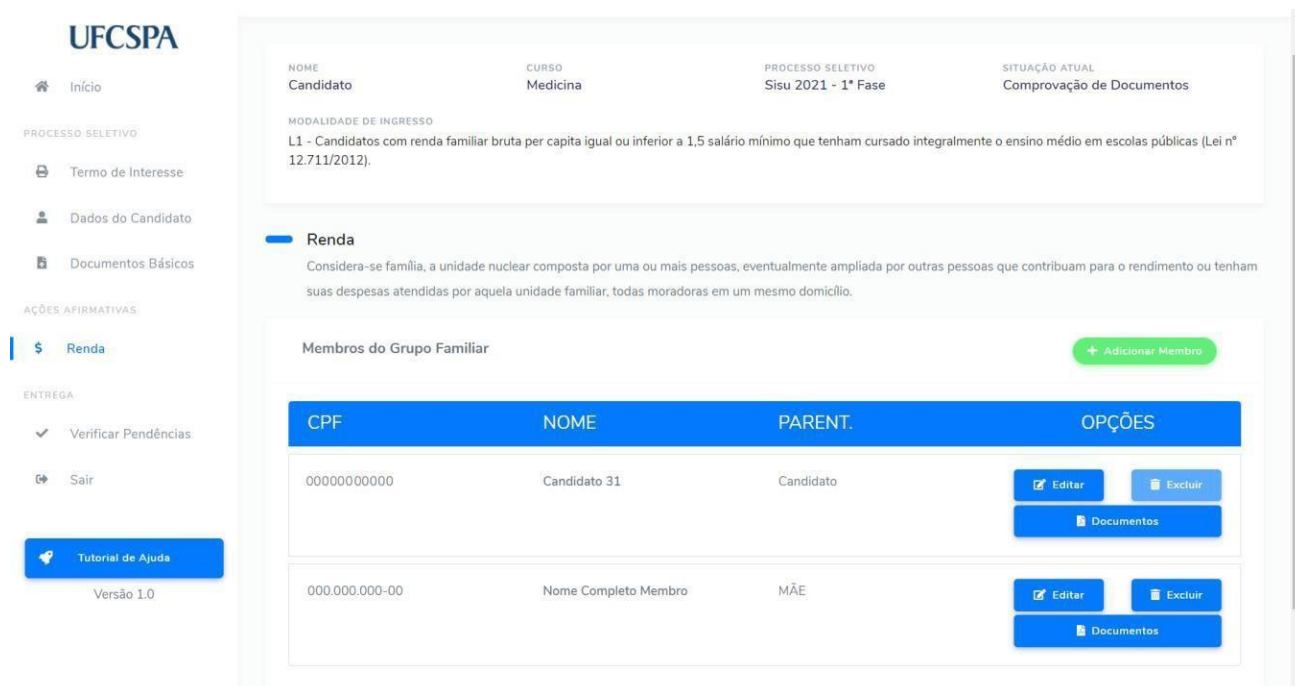 UFCSPA
Início
PROCESSO SELETIVO
Termo de Interesse
Dados do Candidato
Documentos Básicos
AÇÕES AFIRMATIVAS
Renda
ENTREGA
Verificar Pendências
Sair
Tutorial de Ajuda
Versão 1.0
NOME CURSO PROCESSO SELETIVO SITUAÇÃO ATUAL
Candidato Medicina Sisu 2021 - 1ª Fase Comprovação de Documentos
MODALIDADE DE INGRESSO
L1 - Candidatos com renda familiar bruta per capita igual ou inferior a 1,5 salário mínimo que tenham cursado integralmente o ensino médio em escolas públicas (Lei nº
12.711/2012).
Renda
Considera-se família, a unidade nuclear composta por uma ou mais pessoas, eventualmente ampliada por outras pessoas que contribuam para o rendimento ou tenham
suas despesas atendidas por aquela unidade familiar, todas moradoras em um mesmo domicílio.
Membros do Grupo Familiar
+ Adicionar Membro
CPF NOME PARENT. OPÇÕES
00000000000 Candidato 31 Candidato Editar Excluir
Documentos
000.000.000-00 Nome Completo Membro MÃE Editar Excluir
Documentos